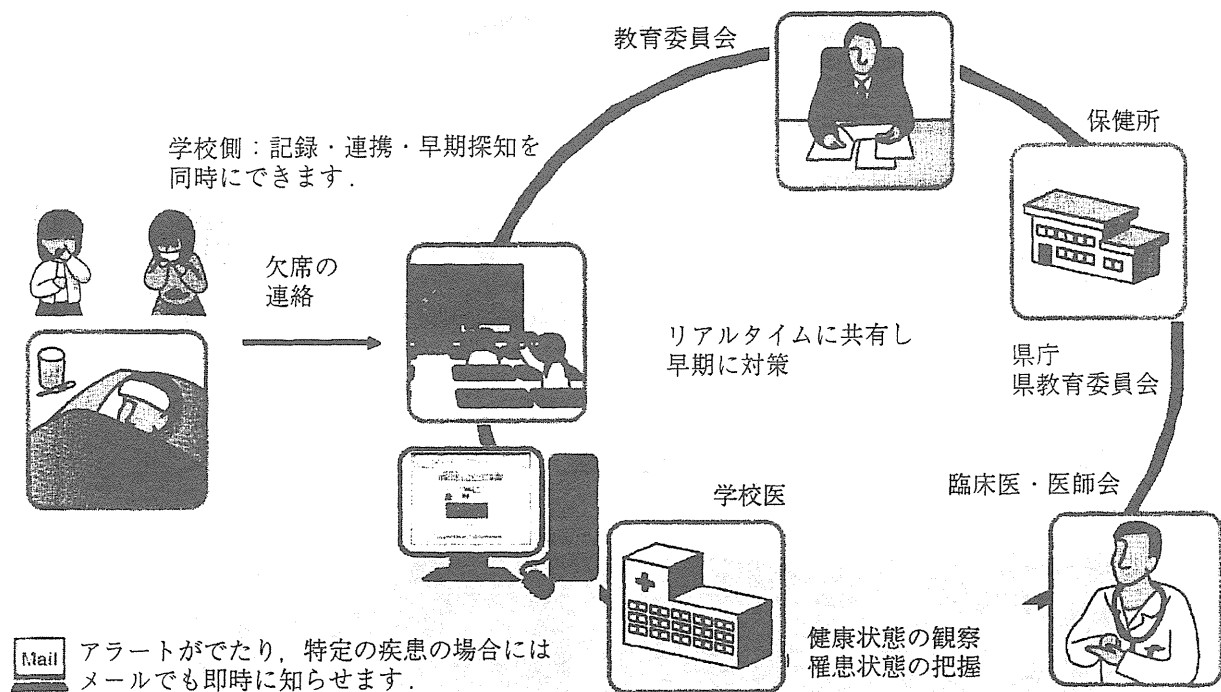 教育委員会
保健所
学校側：記録・連携・早期探知を
同時にできます．
欠席の
連絡
リアルタイムに共有し
早期に対策
県庁
県教育委員会
臨床医・医師会
学校医
健康状態の観察
罹患状態の把握
Mail
アラートがでたり，特定の疾患の場合には
メールでも即時に知らせます．